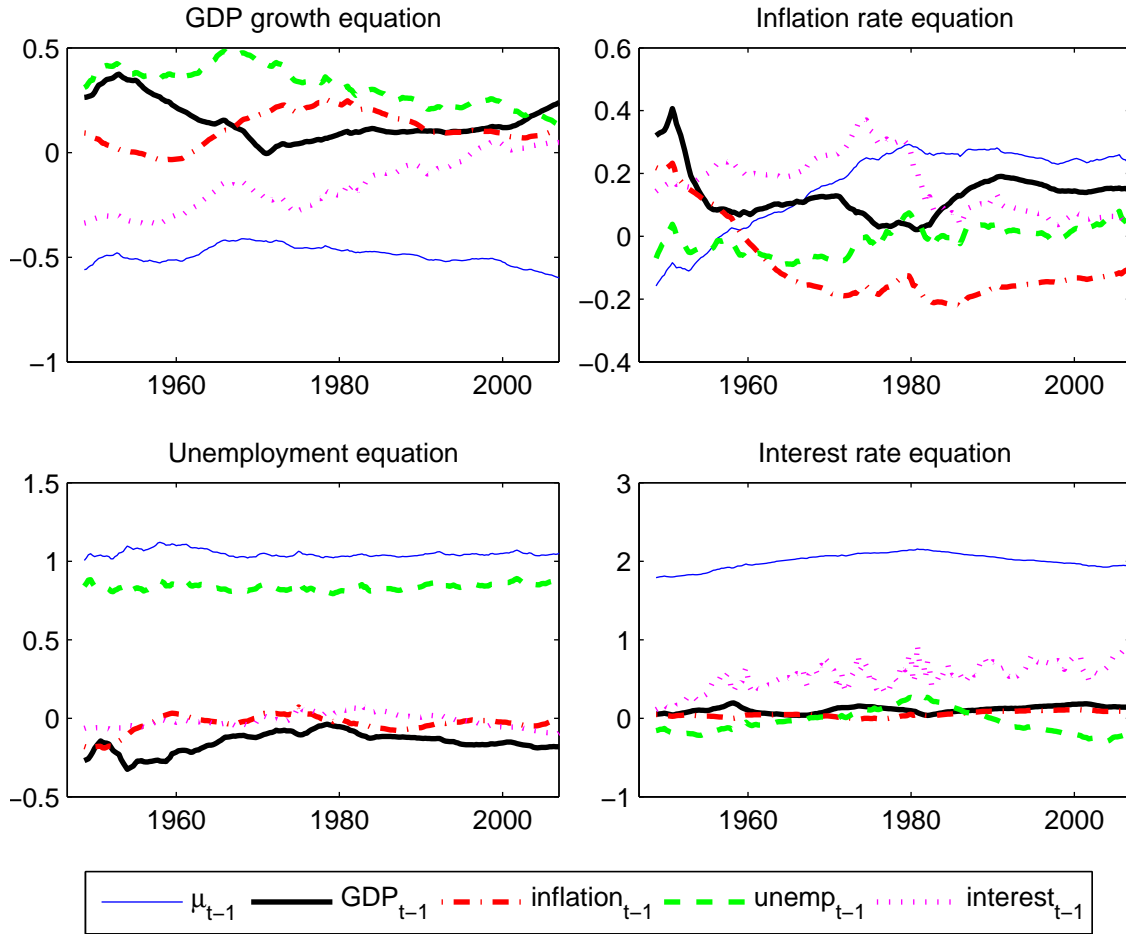 GDP growth equation
0.5
0
−0.5
−1
1960 1980 2000
Inflation rate equation
0.6
0.4
0.2
0
−0.2
−0.4
1960 1980 2000
Unemployment equation
1.5
1
0.5
0
−0.5
1960 1980 2000
Interest rate equation
3
2
1
0
−1
1960 1980 2000
μt−1 GDPt−1 inflationt−1 unempt−1 interestt−1